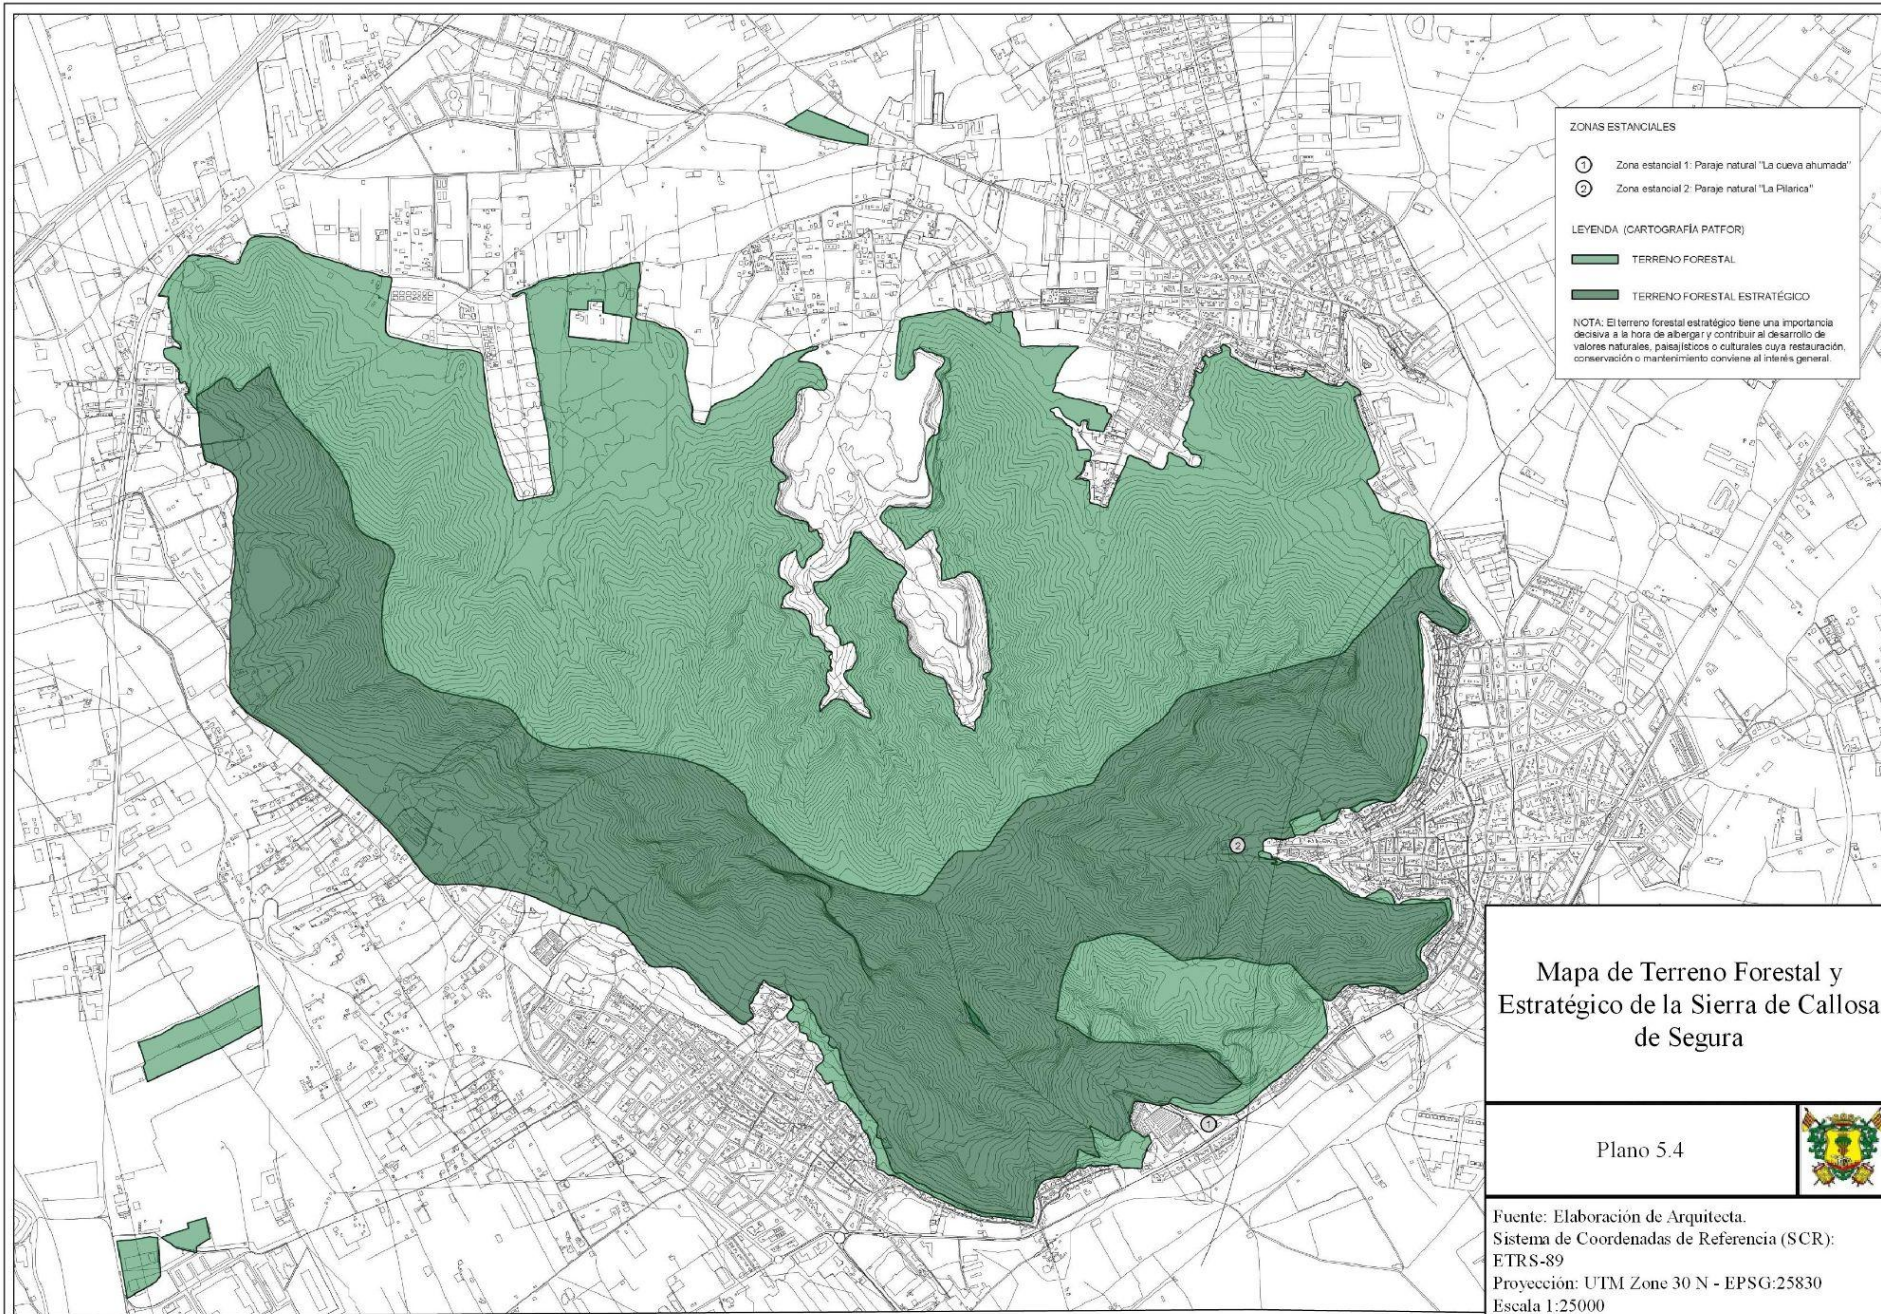 ZONAS ESTANCIALES
1 Zona estancial 1: Paraje natural "La cueva ahumada"
2 Zona estancial 2: Paraje natural "La Pilarica"
LEYENDA (CARTOGRAFÍA PATFOR)
TERRENO FORESTAL
TERRENO FORESTAL ESTRATÉGICO
NOTA: El terreno forestal estratégico tiene una importancia
decisiva a la hora de albergar y contribuir al desarrollo de
valores naturales, paisajísticos o culturales cuya restauración,
conservación o mantenimiento conviene al interés general.
2
1
Mapa de Terreno Forestal y
Estratégico de la Sierra de Callosa
de Segura
Plano 5.4
Fuente: Elaboración de Arquitecta.
Sistema de Coordenadas de Referencia (SCR):
ETRS-89
Proyección: UTM Zone 30 N - EPSG:25830
Escala 1:25000